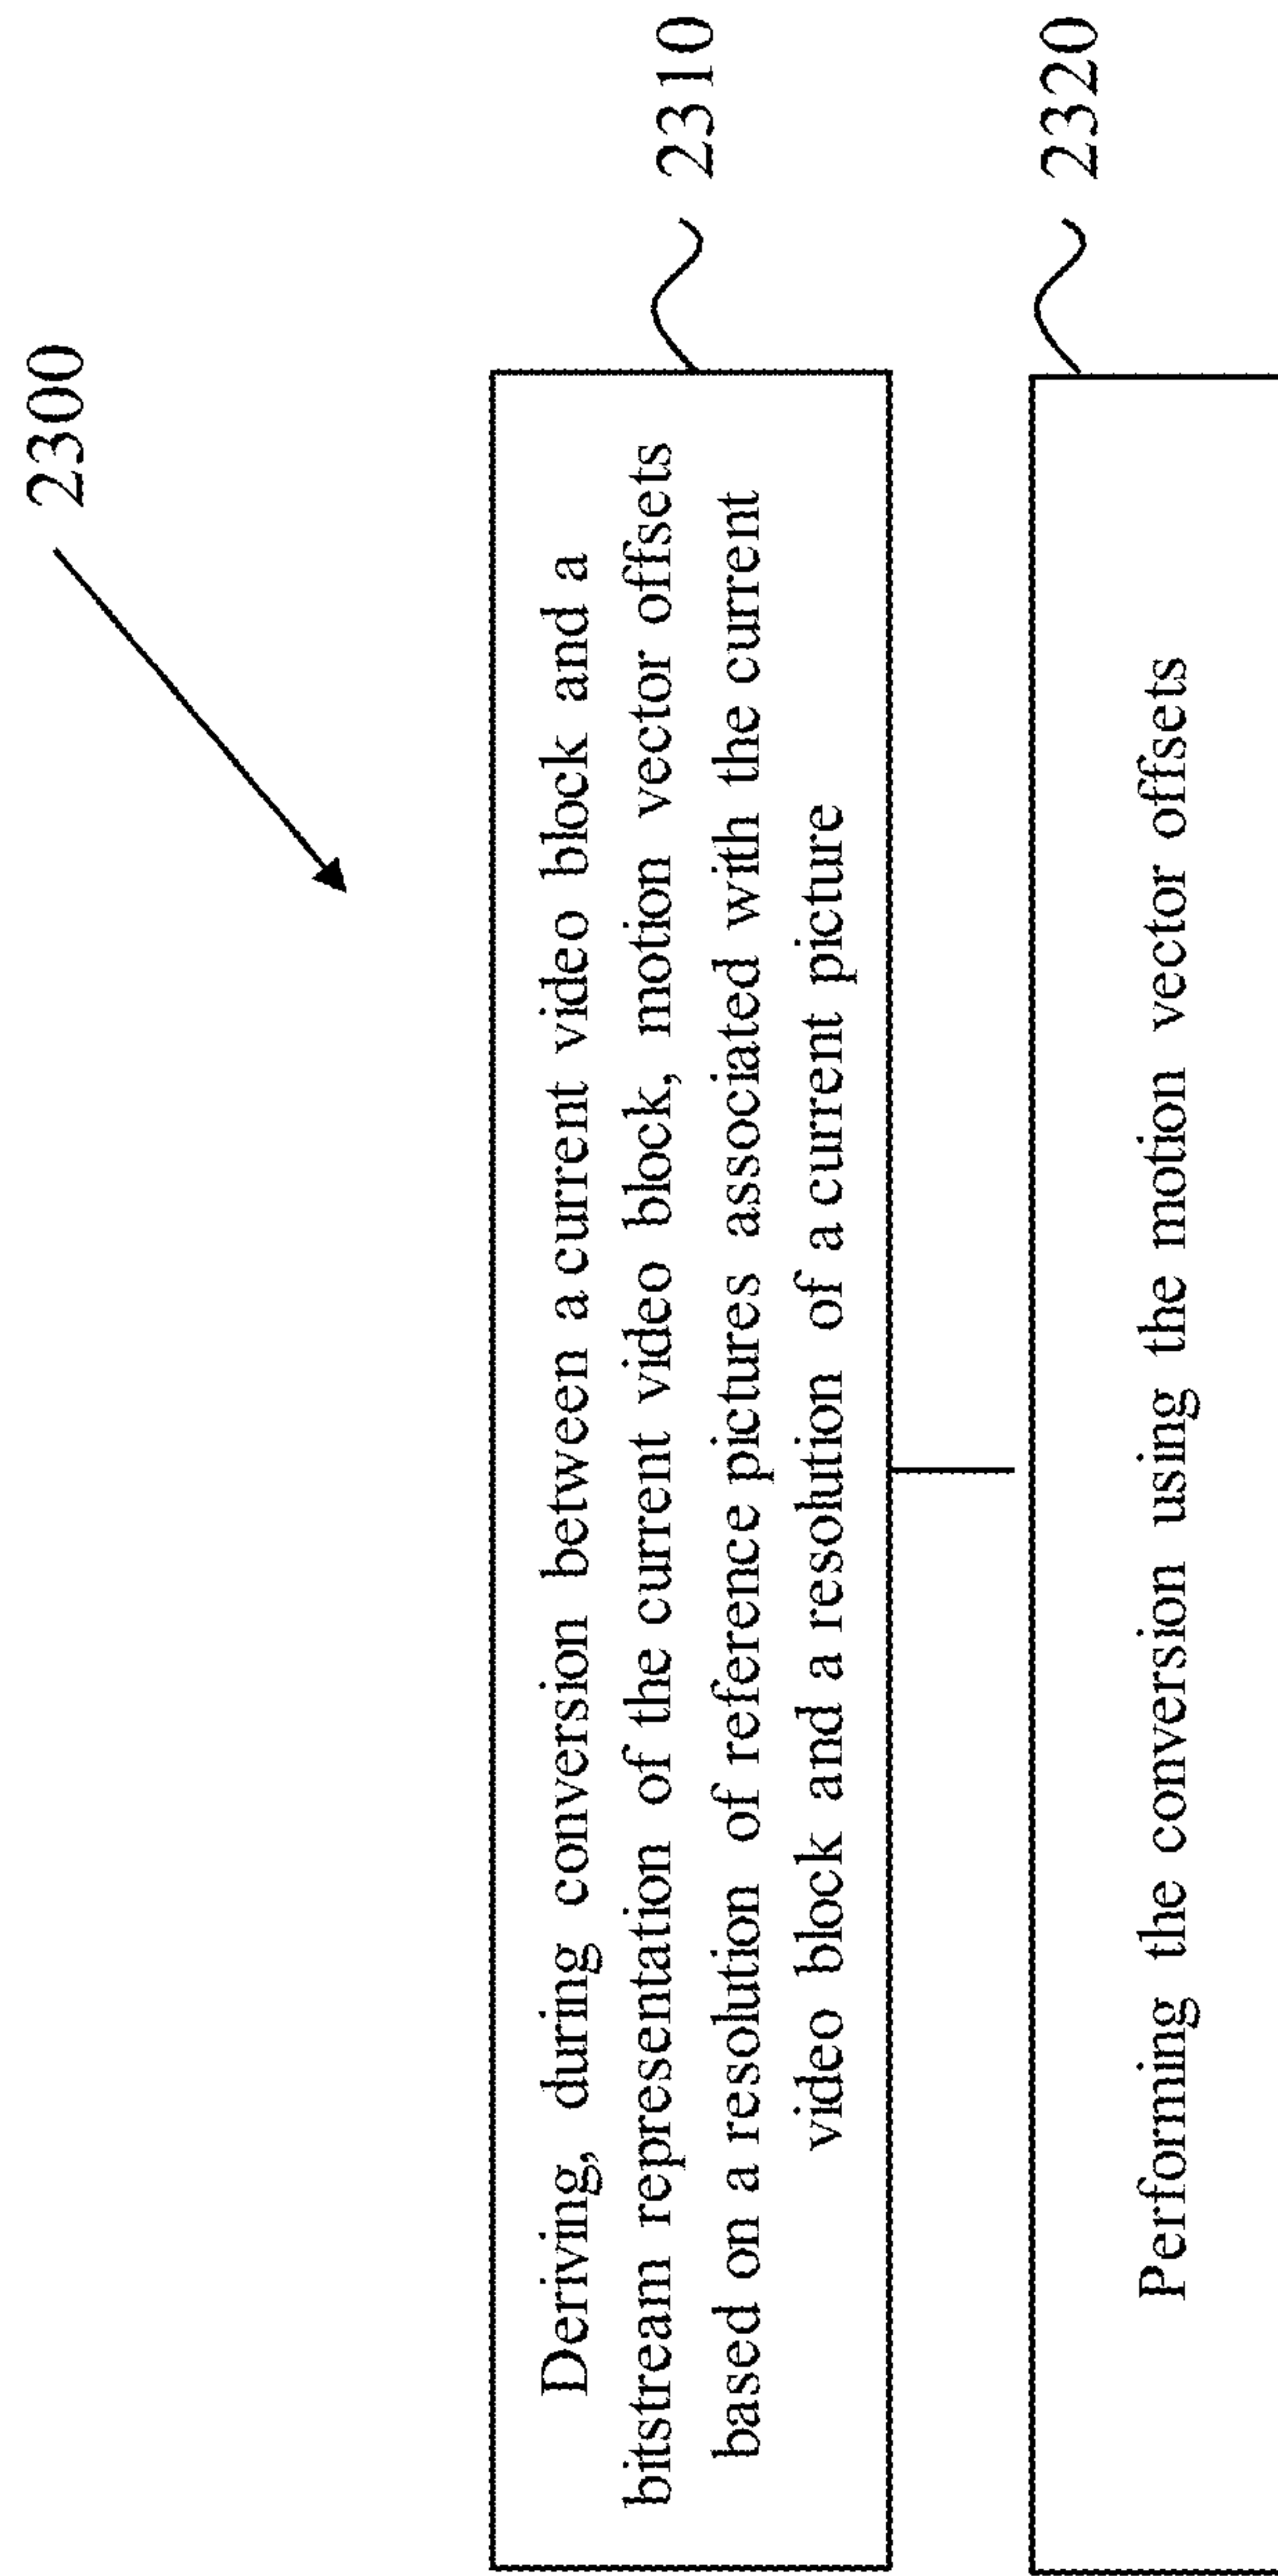 2300
Deriving, during conversion between a current video block and a
bitstream representation of the current video block, motion vector offsets
based on a resolution of reference pictures associated with the current
video block and a resolution of a current picture
2310
Performing the conversion using the motion vector offsets
2320